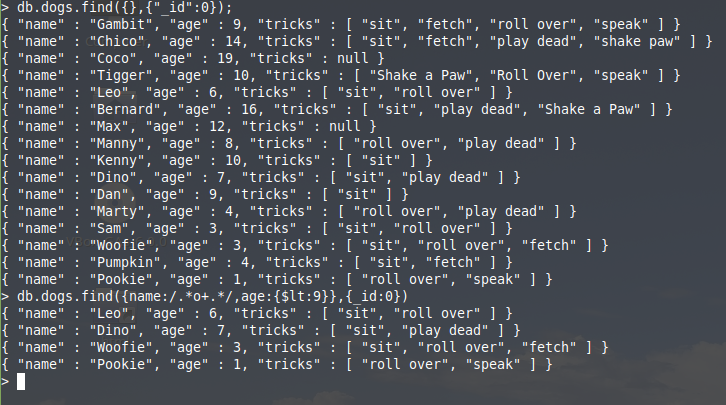 > db.dogs.find({},{"_id":0});
{ "name" : "Gambit", "age" : 9, "tricks" : [ "sit", "fetch", "roll over", "speak" ] }
{ "name" : "Chico", "age" : 14, "tricks" : [ "sit", "fetch", "play dead", "shake paw" ] }
{ "name" : "Coco", "age" : 19, "tricks" : null }
{ "name" : "Tigger", "age" : 10, "tricks" : [ "Shake a Paw", "Roll Over", "speak" ] }
{ "name" : "Leo", "age" : 6, "tricks" : [ "sit", "roll over" ] }
{ "name" : "Bernard", "age" : 16, "tricks" : [ "sit", "play dead", "Shake a Paw" ] }
{ "name" : "Max", "age" : 12, "tricks" : null }
{ "name" : "Manny", "age" : 8, "tricks" : [ "roll over", "play dead" ] }
{ "name" : "Kenny", "age" : 10, "tricks" : [ "sit" ] }
{ "name" : "Dino", "age" : 7, "tricks" : [ "sit", "play dead" ] }
{ "name" : "Dan", "age" : 9, "tricks" : [ "sit" ] }
{ "name" : "Marty", "age" : 4, "tricks" : [ "roll over", "play dead" ] }
{ "name" : "Sam", "age" : 3, "tricks" : [ "sit", "roll over" ] }
{ "name" : "Woofie", "age" : 3, "tricks" : [ "sit", "roll over", "fetch" ] }
{ "name" : "Pumpkin", "age" : 4, "tricks" : [ "sit", "fetch" ] }
{ "name" : "Pookie", "age" : 1, "tricks" : [ "roll over", "speak" ] }
> db.dogs.find({name:/.*o+.*/,age:{$lt:9}},{_id:0})
{ "name" : "Leo", "age" : 6, "tricks" : [ "sit", "roll over" ] }
{ "name" : "Dino", "age" : 7, "tricks" : [ "sit", "play dead" ] }
{ "name" : "Woofie", "age" : 3, "tricks" : [ "sit", "roll over", "fetch" ] }
{ "name" : "Pookie", "age" : 1, "tricks" : [ "roll over", "speak" ] }
>